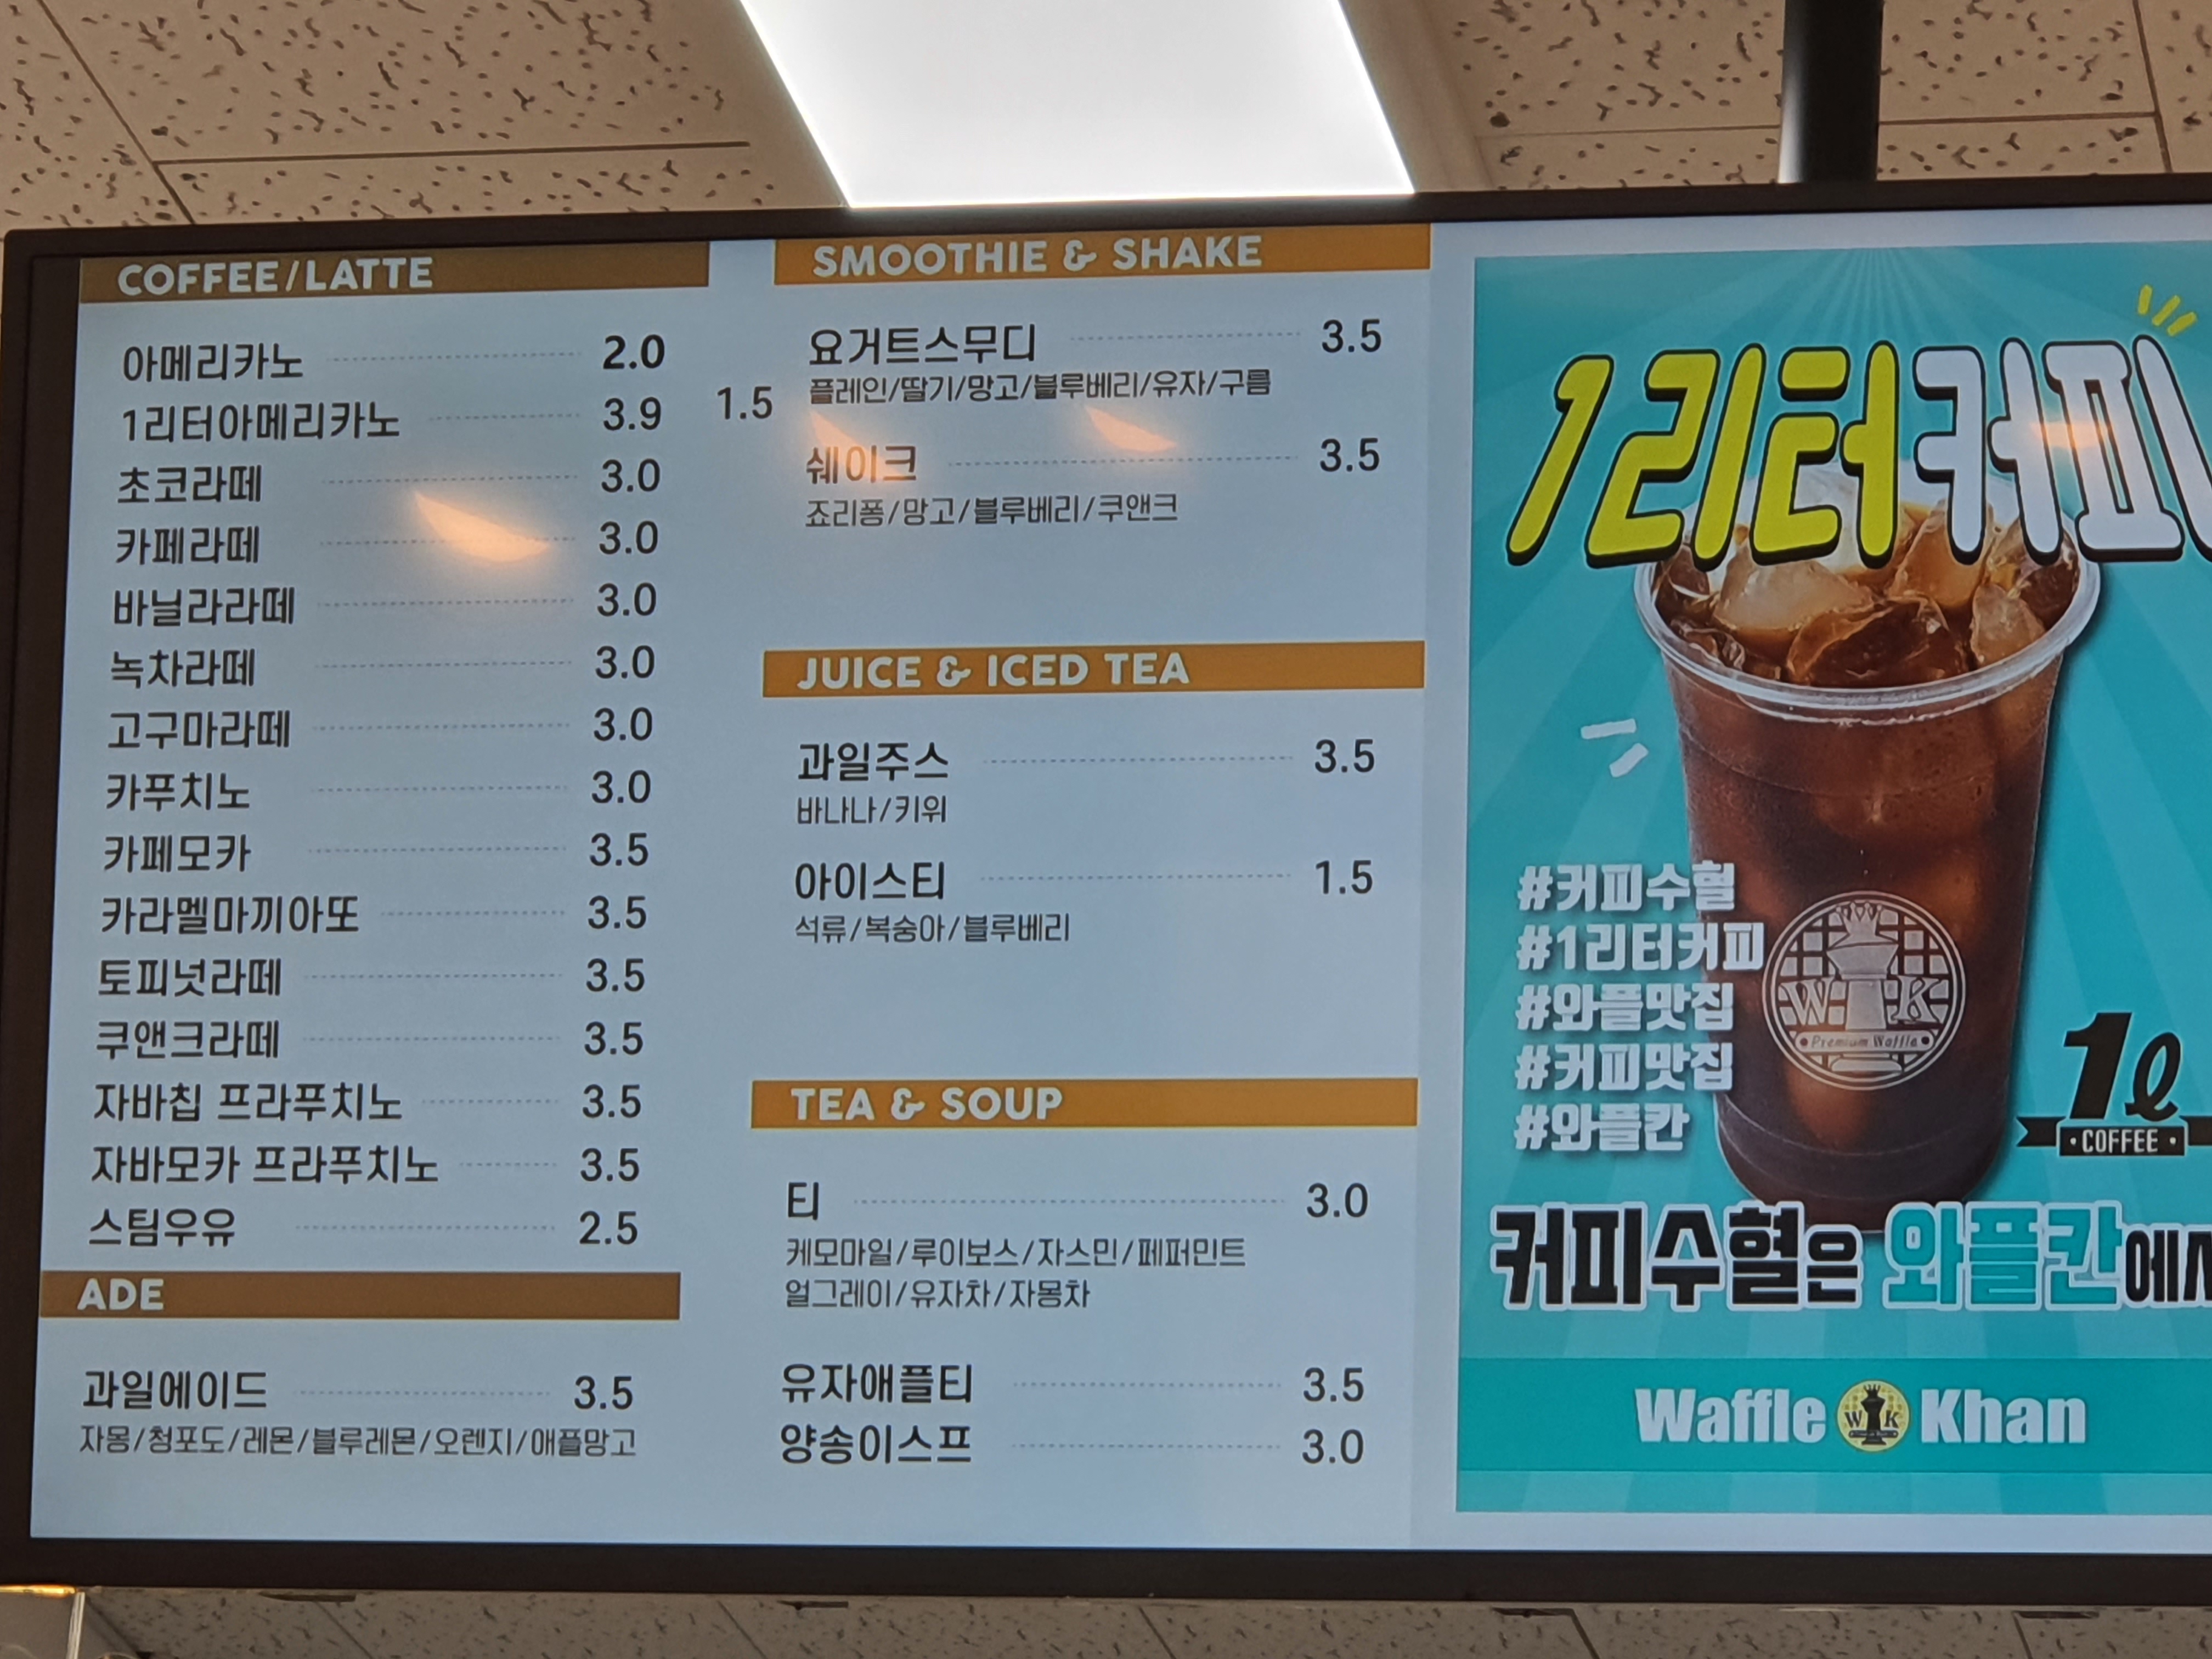 COFFEE/LATTE
아메리카노 2.0
1리터아메리카노 3.9
1.5
초코라떼 3.0
카페라떼 3.0
바닐라라떼 3.0
녹차라떼 3.0
고구마라떼 3.0
카푸치노 3.0
카페모카 3.5
카라멜마끼아또 3.5
토피넛라떼 3.5
쿠앤크라떼 3.5
자바칩 프라푸치노 3.5
자바모카 프라푸치노 3.5
스팀우유 2.5
ADE
과일에이드 3.5
자몽/청포도/레몬/블루레몬/오렌지/애플망고
SMOOTHIE & SHAKE
요거트스무디 3.5
플레인/딸기/망고/블루베리/유자/구름
쉐이크 3.5
죠리퐁/망고/블루베리/쿠앤크
JUICE & ICED TEA
과일주스 3.5
바나나/키위
아이스티 1.5
석류/복숭아/블루베리
TEA & SOUP
티 3.0
케모마일/루이보스/자스민/페퍼민트
얼그레이/유자차/자몽차
유자애플티 3.5
양송이스프 3.0
1리터커피
#커피수혈
#1리터커피
#와플맛집
#커피맛집
#와플칸
WK
Premium Waffle
1ℓ
COFFEE
커피수혈은 와플칸에서
Waffle WK Khan